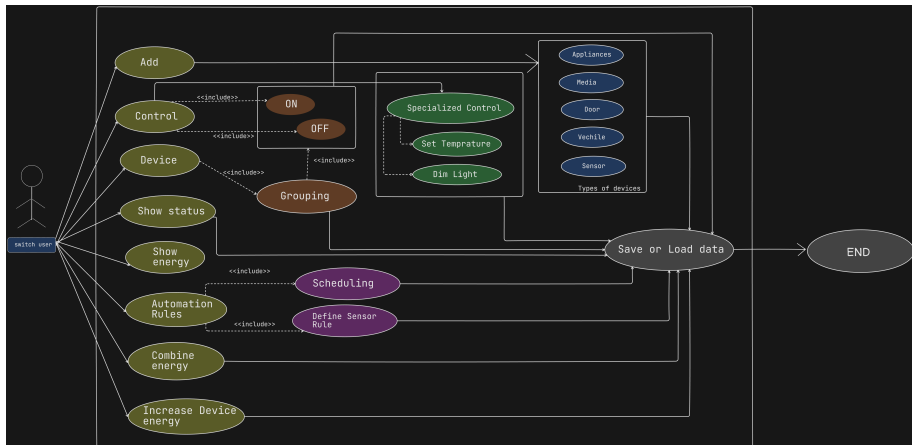 Add
Control
Device
Show status
Show
energy
Automation
Rules
Combine
energy
Increase Device
energy
switch user
<<include>>
<<include>>
<<include>>
<<include>>
<<include>>
<<include>>
ON
OFF
Grouping
Scheduling
Define Sensor
Rule
Specialized Control
Set Temprature
Dim Light
Appliances
Media
Door
Vechile
Sensor
Types of devices
Save or Load data
END